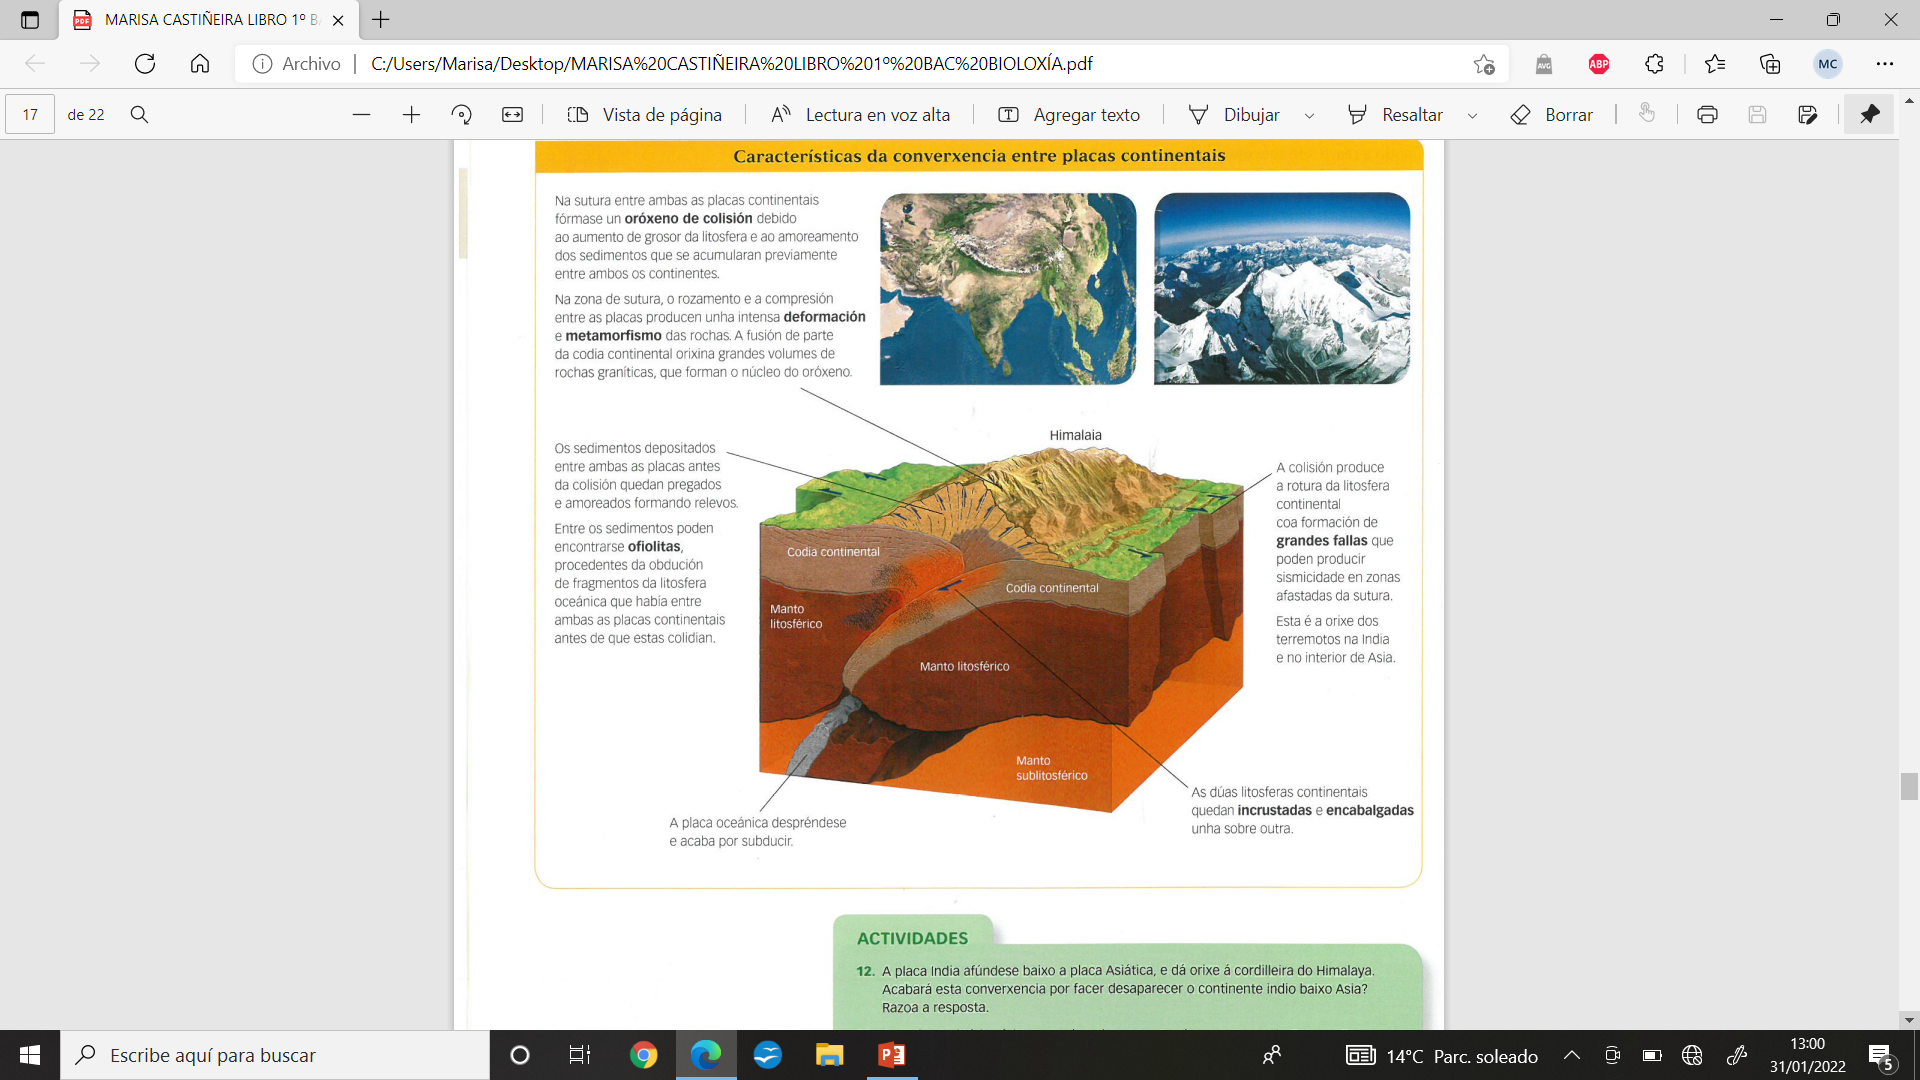 MARISA CASTIÑEIRA LIBRO 1º B
Archivo
C:/Users/Marisa/Desktop/MARISA%20CASTIÑEIRA%20LIBRO%201º%20BAC%20BIOLOXÍA.pdf
AVG
ABP
MC
17
de 22
Vista de página
Lectura en voz alta
Agregar texto
Dibujar
Resaltar
Borrar
Características da converxencia entre placas continentais
Na sutura entre ambas as placas continentais
fórmase un oróxeno de colisión debido
ao aumento de grosor da litosfera e ao amoreamento
dos sedimentos que se acumularan previamente
entre ambos os continentes.
Na zona de sutura, o rozamento e a compresión
entre as placas producen unha intensa deformación
e metamorfismo das rochas. A fusión de parte
da codia continental orixina grandes volumes de
rochas graníticas, que forman o núcleo do oróxeno.
Himalaia
Os sedimentos depositados
entre ambas as placas antes
da colisión quedan pregados
e amoreados formando relevos.
Entre os sedimentos poden
encontrarse ofiolitas,
procedentes da obdución
de fragmentos da litosfera
oceánica que había entre
ambas as placas continentais
antes de que estas colidian.
Codia continental
Codia continental
Manto
litosférico
Manto litosférico
Manto
sublitosférico
A colisión produce
a rotura da litosfera
continental
coa formación de
grandes fallas que
poden producir
sismicidade en zonas
afastadas da sutura.
Esta é a orixe dos
terremotos na India
e no interior de Asia.
As dúas litosferas continentais
quedan incrustadas e encabalgadas
unha sobre outra.
A placa oceánica despréndese
e acaba por subducir.
ACTIVIDADES
12. A placa India afúndese baixo a placa Asiática, e dá orixe á cordilleira do Himalaya.
Acabará esta converxencia por facer desaparecer o continente indio baixo Asia?
Razoa a resposta.
Escribe aquí para buscar
14°C Parc. soleado
13:00
31/01/2022
5